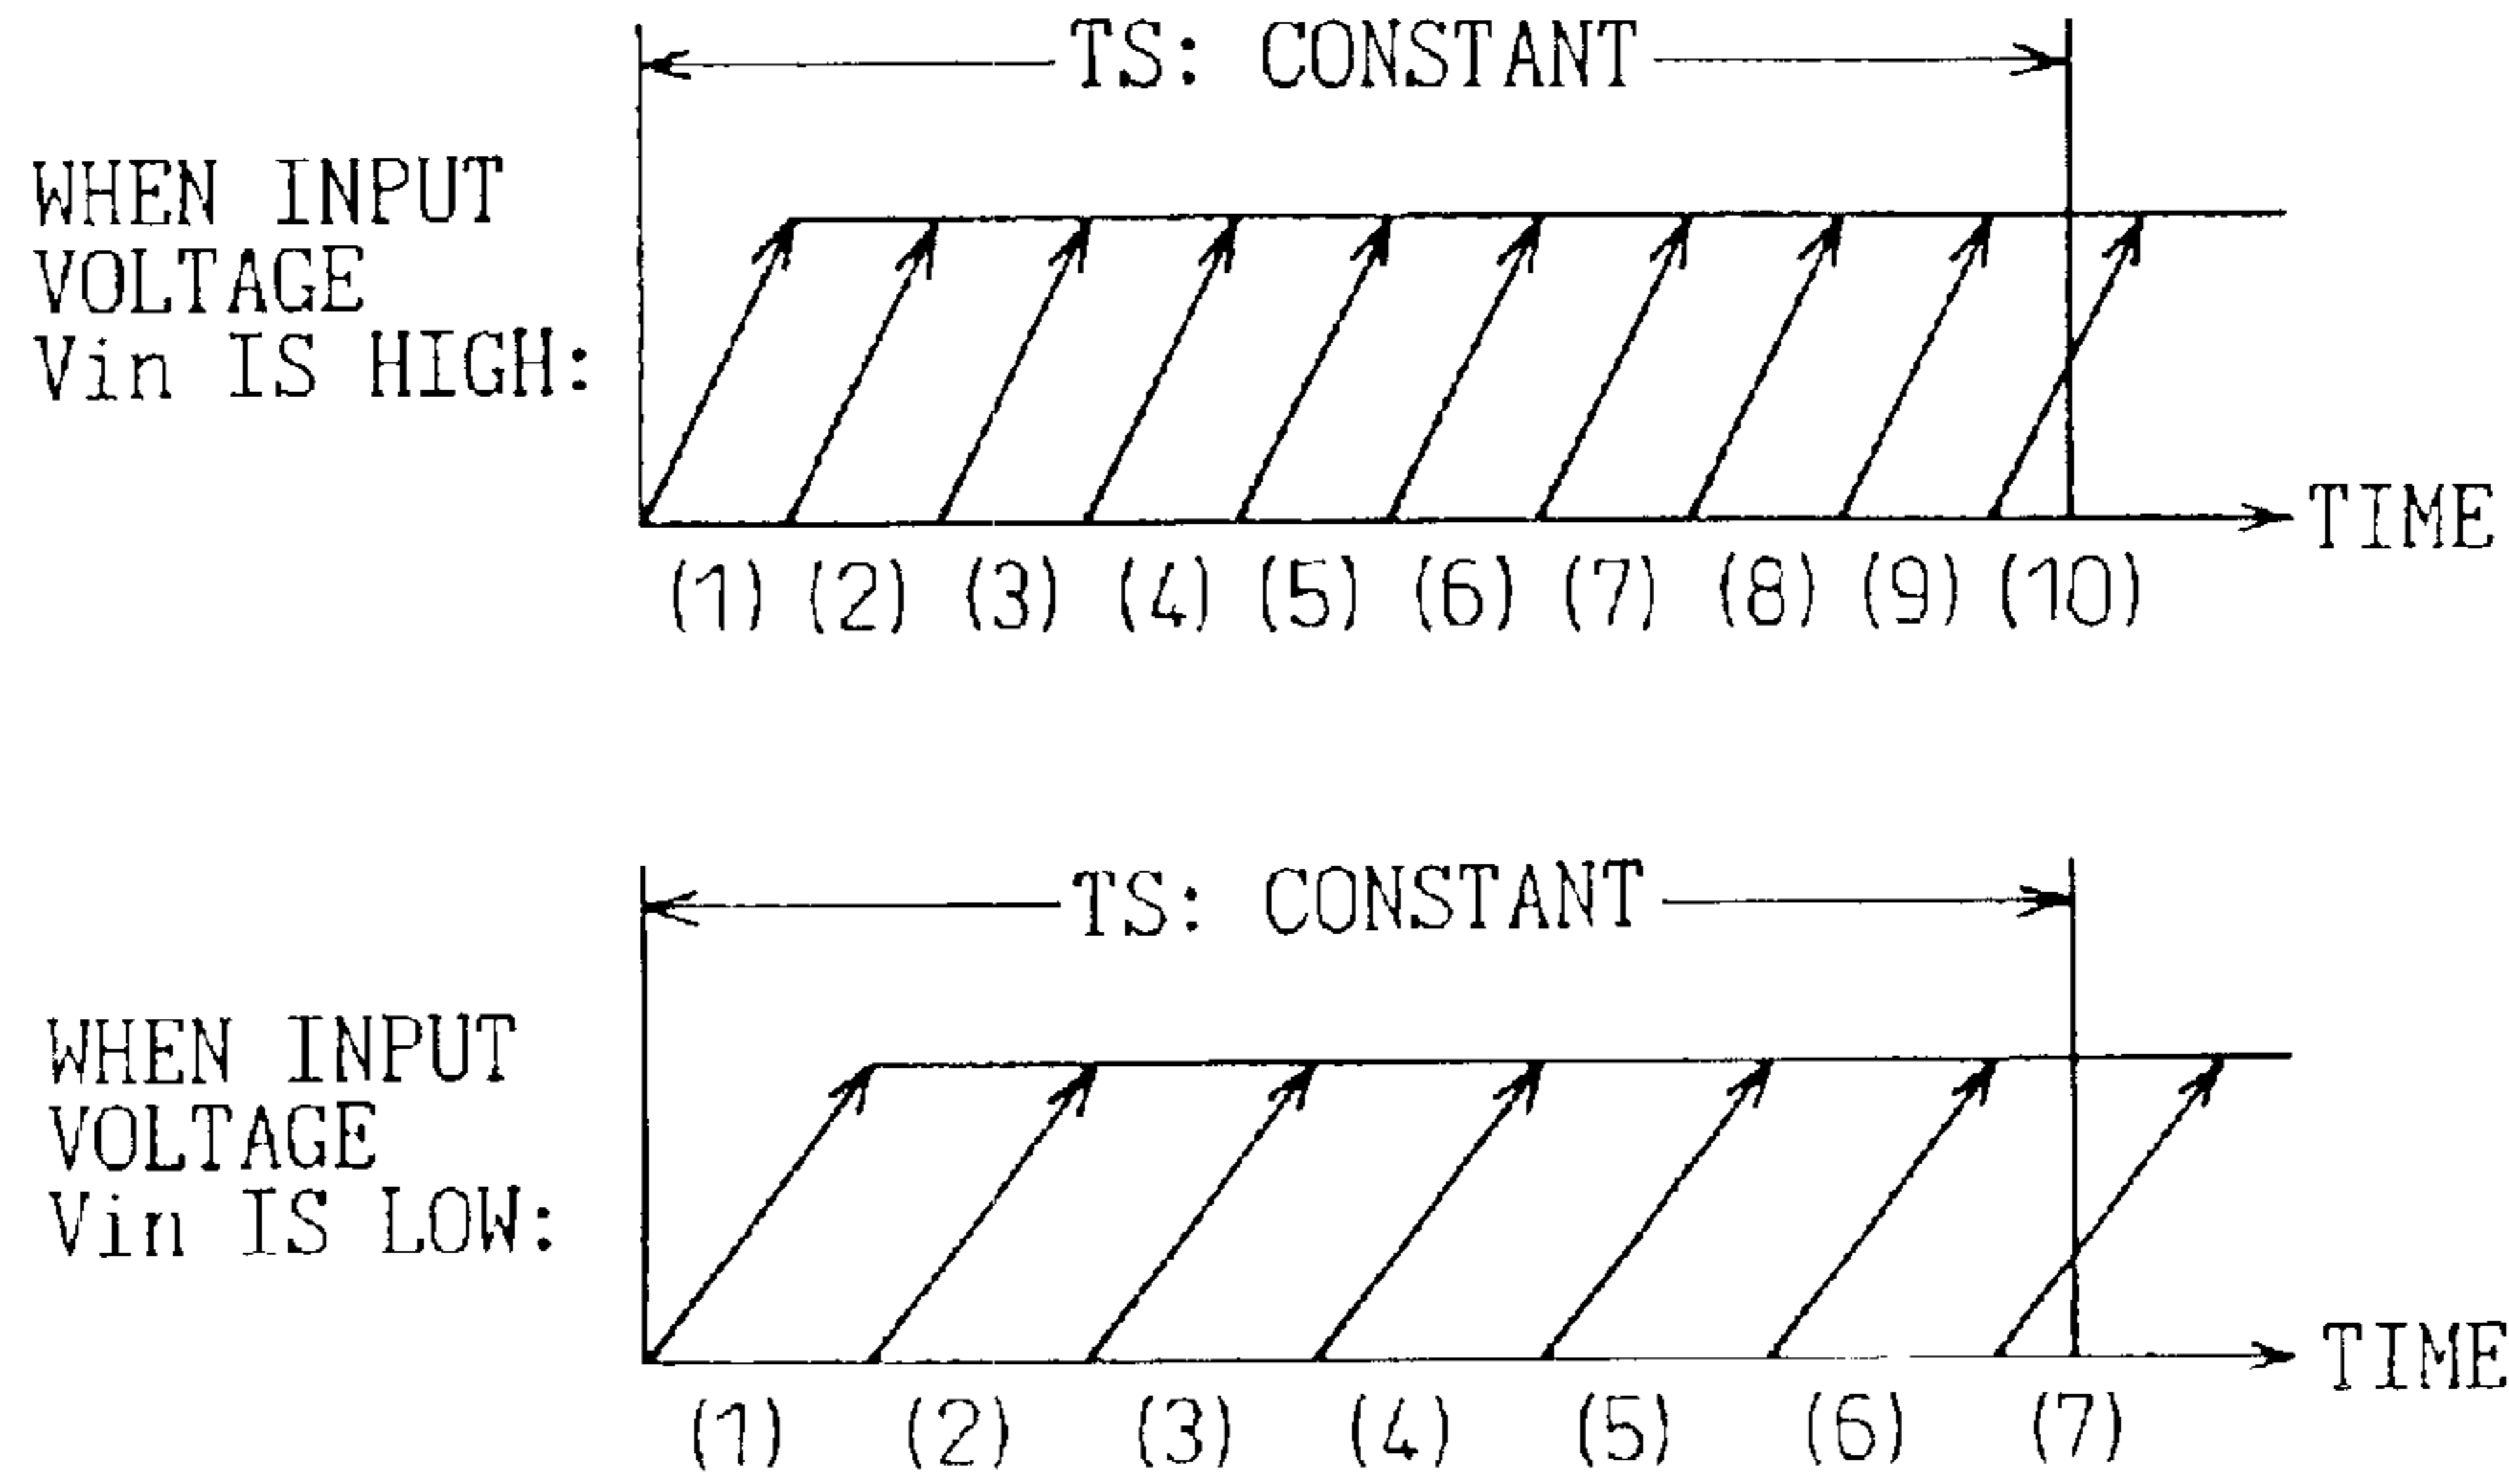 TS: CONSTANT
WHEN INPUT
VOLTAGE
Vin IS HIGH:
TIME
(1) (2) (3) (4) (5) (6) (7) (8) (9) (10)
TS: CONSTANT
WHEN INPUT
VOLTAGE
Vin IS LOW:
TIME
(1) (2) (3) (4) (5) (6) (7)